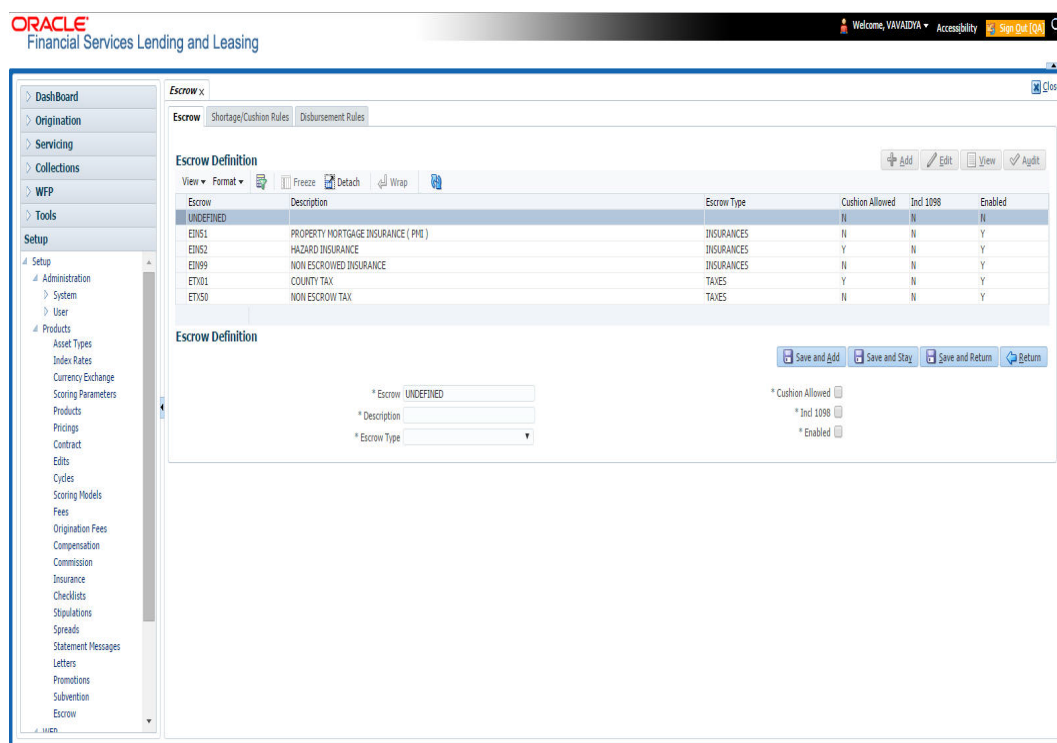 ORACLE
Financial Services Lending and Leasing
Welcome, VAVAIDYA Accessibility Sign Out [QA]
DashBoard
Origination
Servicing
Collections
WFP
Tools
Setup
Setup
Administration
System
User
Products
Asset Types
Index Rates
Currency Exchange
Scoring Parameters
Products
Pricings
Contract
Edits
Cycles
Scoring Models
Fees
Origination Fees
Compensation
Commission
Insurance
Checklists
Stipulations
Spreads
Statement Messages
Letters
Promotions
Subvention
Escrow
WFP
Escrow x
Clos
Escrow Shortage/Cushion Rules Disbursement Rules
Escrow Definition
Add Edit View Audit
View Format Freeze Detach Wrap
Escrow Description Escrow Type Cushion Allowed Incl 1098 Enabled
UNDEFINED N N N
EIN51 PROPERTY MORTGAGE INSURANCE ( PMI ) INSURANCES N N Y
EIN52 HAZARD INSURANCE INSURANCES Y N Y
EIN99 NON ESCROWED INSURANCE INSURANCES N N Y
ETX01 COUNTY TAX TAXES Y N Y
ETX50 NON ESCROW TAX TAXES N N Y
Escrow Definition
Save and Add Save and Stay Save and Return Return
* Escrow UNDEFINED
* Description
* Escrow Type
* Cushion Allowed
* Incl 1098
* Enabled